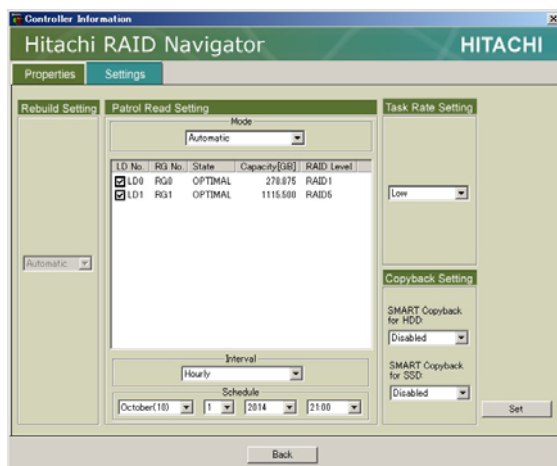 Controller Information
Hitachi RAID Navigator HITACHI
Properties Settings
Rebuild Setting Patrol Read Setting Task Rate Setting
Mode
Automatic
LD No. RG No. State Capacity[GB] RAID Level
LD0 RG0 OPTIMAL 278.875 RAID1
LD1 RG1 OPTIMAL 1115.500 RAID5
Low
Automatic
Copyback Setting
SMART Copyback
for HDD:
Disabled
Interval
Hourly
SMART Copyback
for SSD:
Disabled
Schedule
October(10) 1 2014 21:00
Set
Back